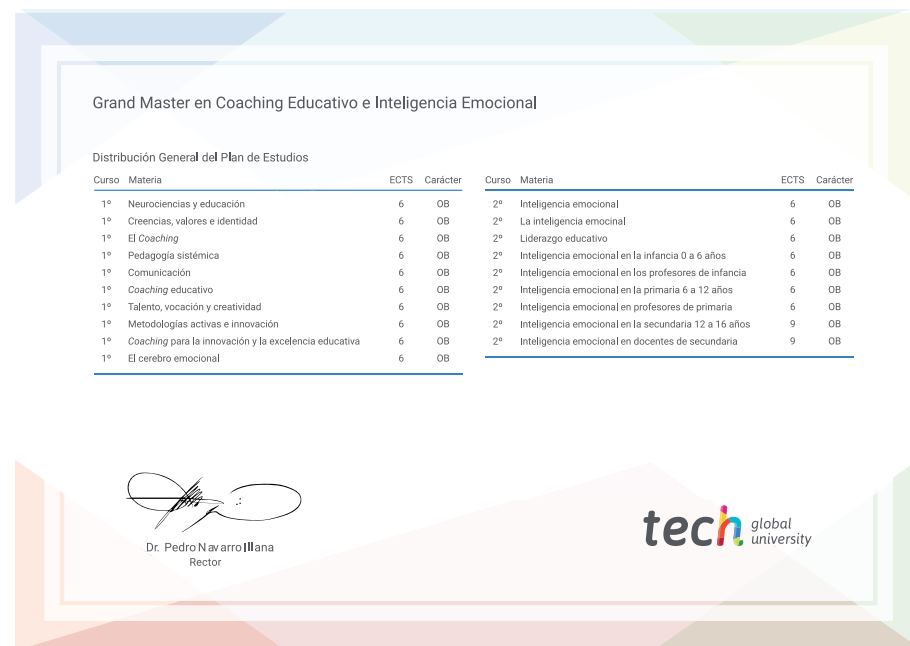 Grand Master en Coaching Educativo e Inteligencia Emocional
Distribución General del Plan de Estudios
Curso Materia ECTS Carácter
1º Neurociencias y educación 6 OB
1º Creencias, valores e identidad 6 OB
1º El Coaching 6 OB
1º Pedagogía sistémica 6 OB
1º Comunicación 6 OB
1º Coaching educativo 6 OB
1º Talento, vocación y creatividad 6 OB
1º Metodologías activas e innovación 6 OB
1º Coaching para la innovación y la excelencia educativa 6 OB
1º El cerebro emocional 6 OB
Curso Materia ECTS Carácter
2º Inteligencia emocional 6 OB
2º La inteligencia emocinal 6 OB
2º Liderazgo educativo 6 OB
2º Inteligencia emocional en la infancia 0 a 6 años 6 OB
2º Inteligencia emocional en los profesores de infancia 6 OB
2º Inteligencia emocional en la primaria 6 a 12 años 6 OB
2º Inteligencia emocional en profesores de primaria 6 OB
2º Inteligencia emocional en la secundaria 12 a 16 años 9 OB
2º Inteligencia emocional en docentes de secundaria 9 OB
Dr. Pedro Navarro Illana
Rector
tech global
university